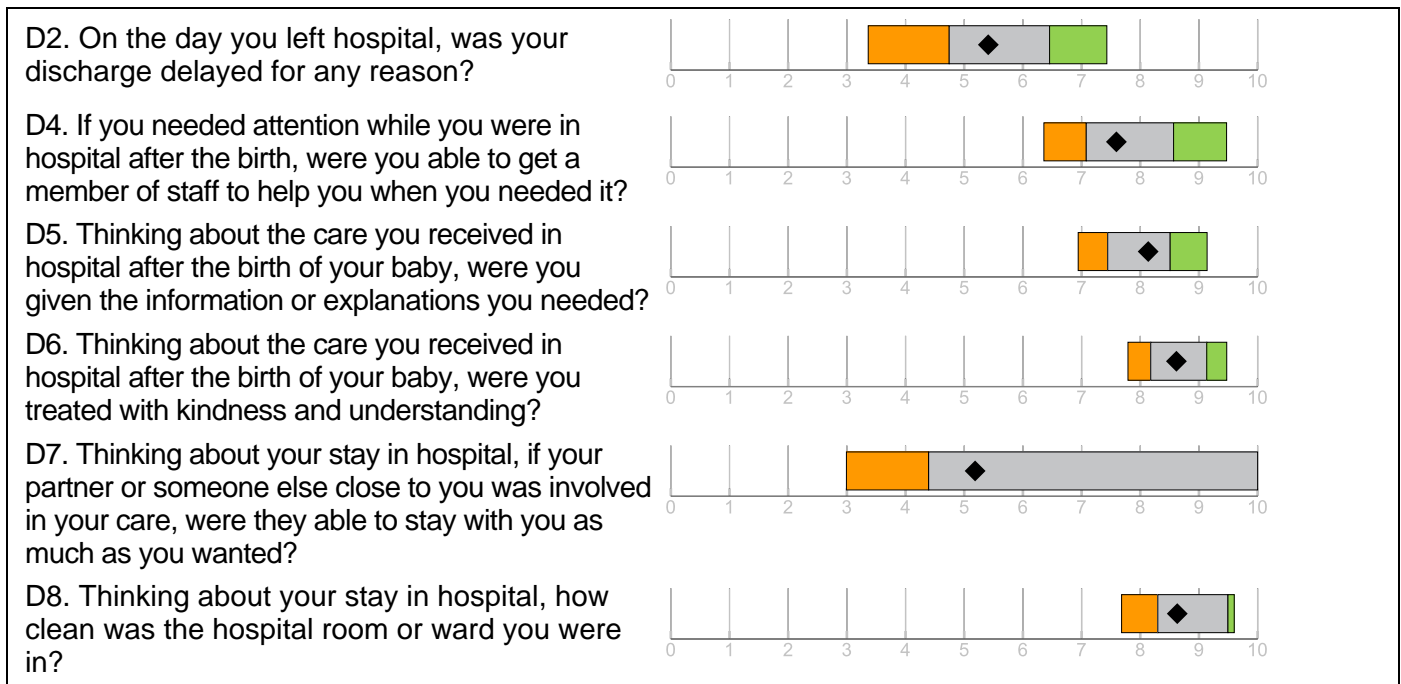 D2. On the day you left hospital, was your
discharge delayed for any reason?
0 1 2 3 4 5 6 7 8 9 10
D4. If you needed attention while you were in
hospital after the birth, were you able to get a
member of staff to help you when you needed it?
0 1 2 3 4 5 6 7 8 9 10
D5. Thinking about the care you received in
hospital after the birth of your baby, were you
given the information or explanations you needed?
0 1 2 3 4 5 6 7 8 9 10
D6. Thinking about the care you received in
hospital after the birth of your baby, were you
treated with kindness and understanding?
0 1 2 3 4 5 6 7 8 9 10
D7. Thinking about your stay in hospital, if your
partner or someone else close to you was involved
in your care, were they able to stay with you as
much as you wanted?
0 1 2 3 4 5 6 7 8 9 10
D8. Thinking about your stay in hospital, how
clean was the hospital room or ward you were
in?
0 1 2 3 4 5 6 7 8 9 10